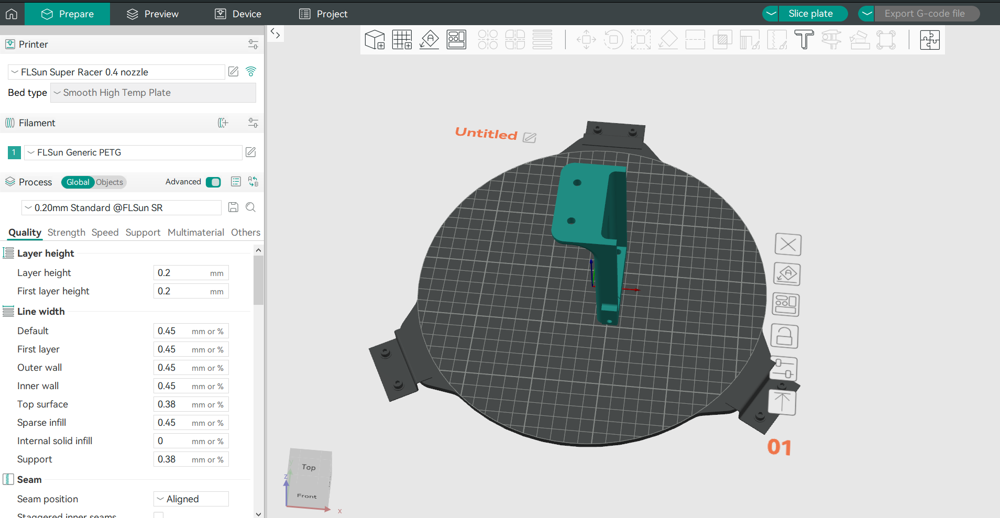 Prepare
Preview
Device
Project
Slice plate
Export G-code file
Printer
FLSun Super Racer 0.4 nozzle
Bed type
Smooth High Temp Plate
Filament
1
FLSun Generic PETG
Process
Global
Objects
Advanced
0.20mm Standard @FLSun SR
Quality
Strength
Speed
Support
Multimaterial
Others
Layer height
Layer height 0.2 mm
First layer height 0.2 mm
Line width
Default 0.45 mm or %
First layer 0.45 mm or %
Outer wall 0.45 mm or %
Inner wall 0.45 mm or %
Top surface 0.38 mm or %
Sparse infill 0.45 mm or %
Internal solid infill 0 mm or %
Support 0.38 mm or %
Seam
Seam position Aligned
Staggered inner seams
Untitled
01
Top
Front
z
x